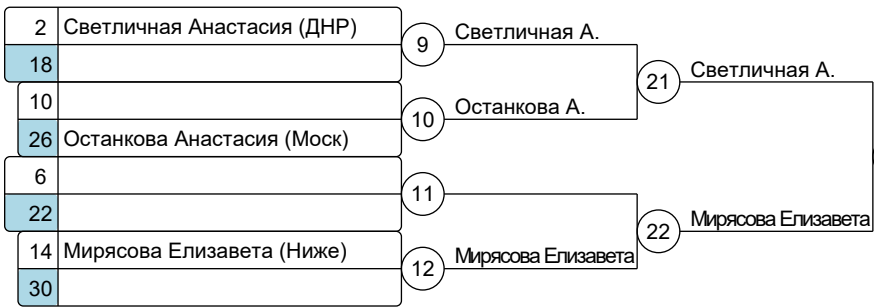 2 Светличная Анастасия (ДНР)
9 Светличная А.
18
21 Светличная А.
10
10 Останкова А.
26 Останкова Анастасия (Моск)
6
11
22
22 Мирясова Елизавета
14 Мирясова Елизавета (Ниже)
12 Мирясова Елизавета
30